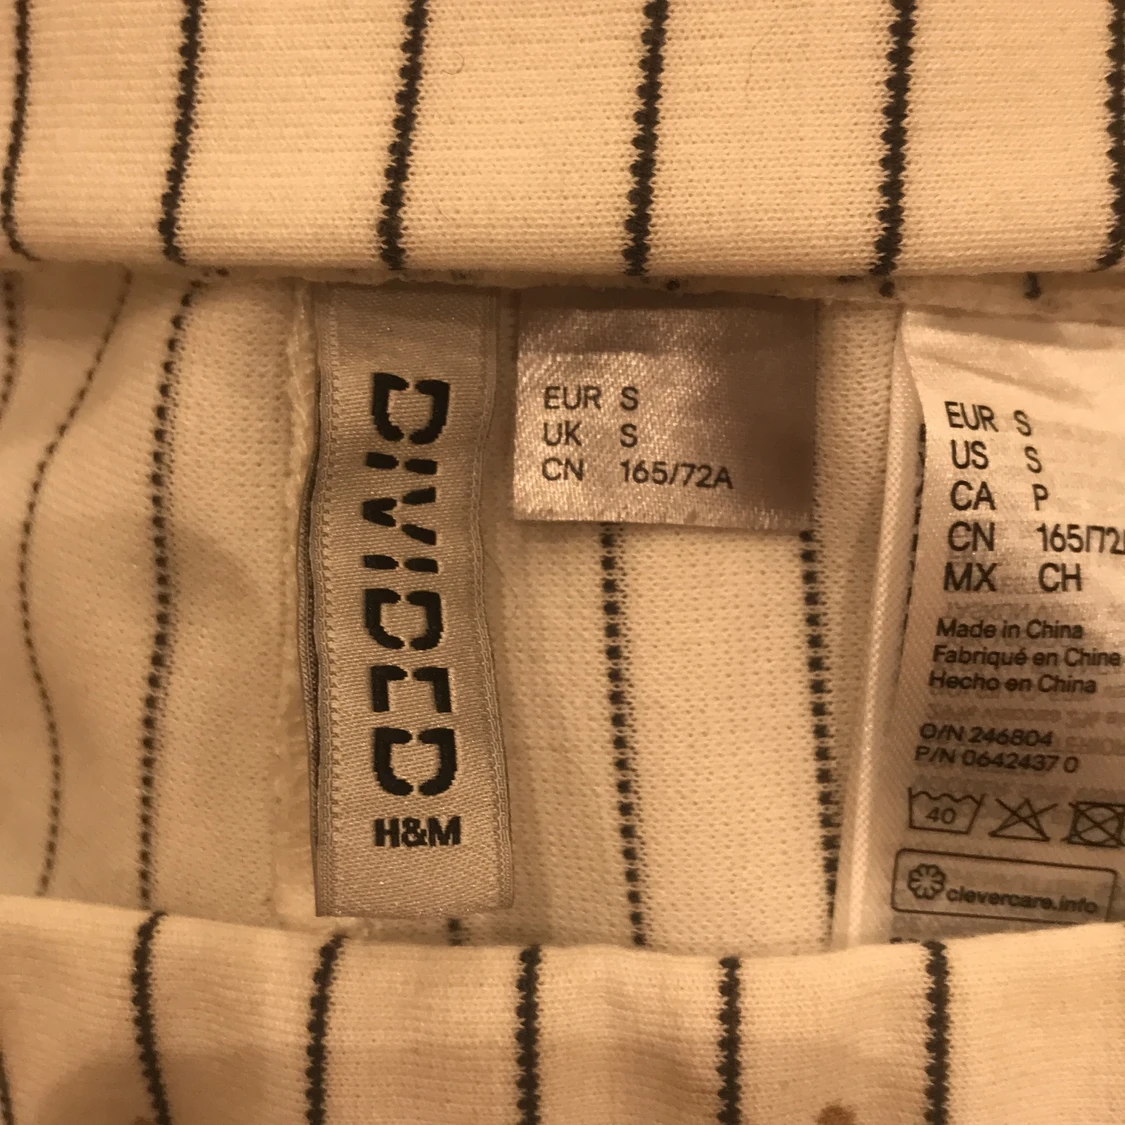 DIVIDED
H&M
EUR S
UK S
CN 165/72A
EUR S
US S
CA P
CN 165/72
MX CH
Made in China
Fabriqué en Chine
Hecho en China
O/N 246804
P/N 0642437 0
40
clevercare.info